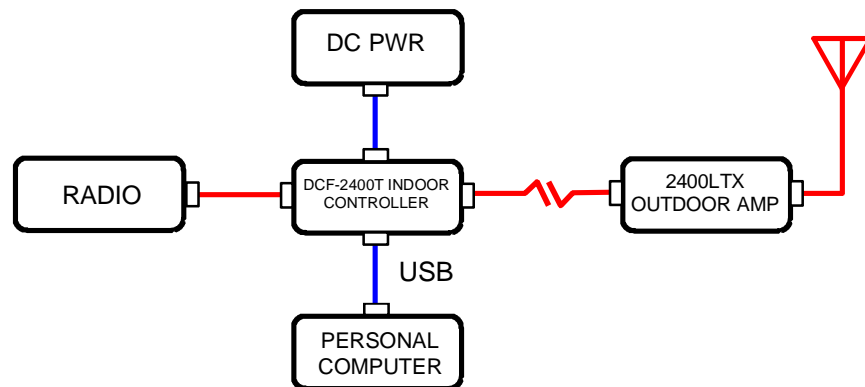 DC PWR
RADIO
DCF-2400T INDOOR
CONTROLLER
2400LTX
OUTDOOR AMP
USB
PERSONAL
COMPUTER